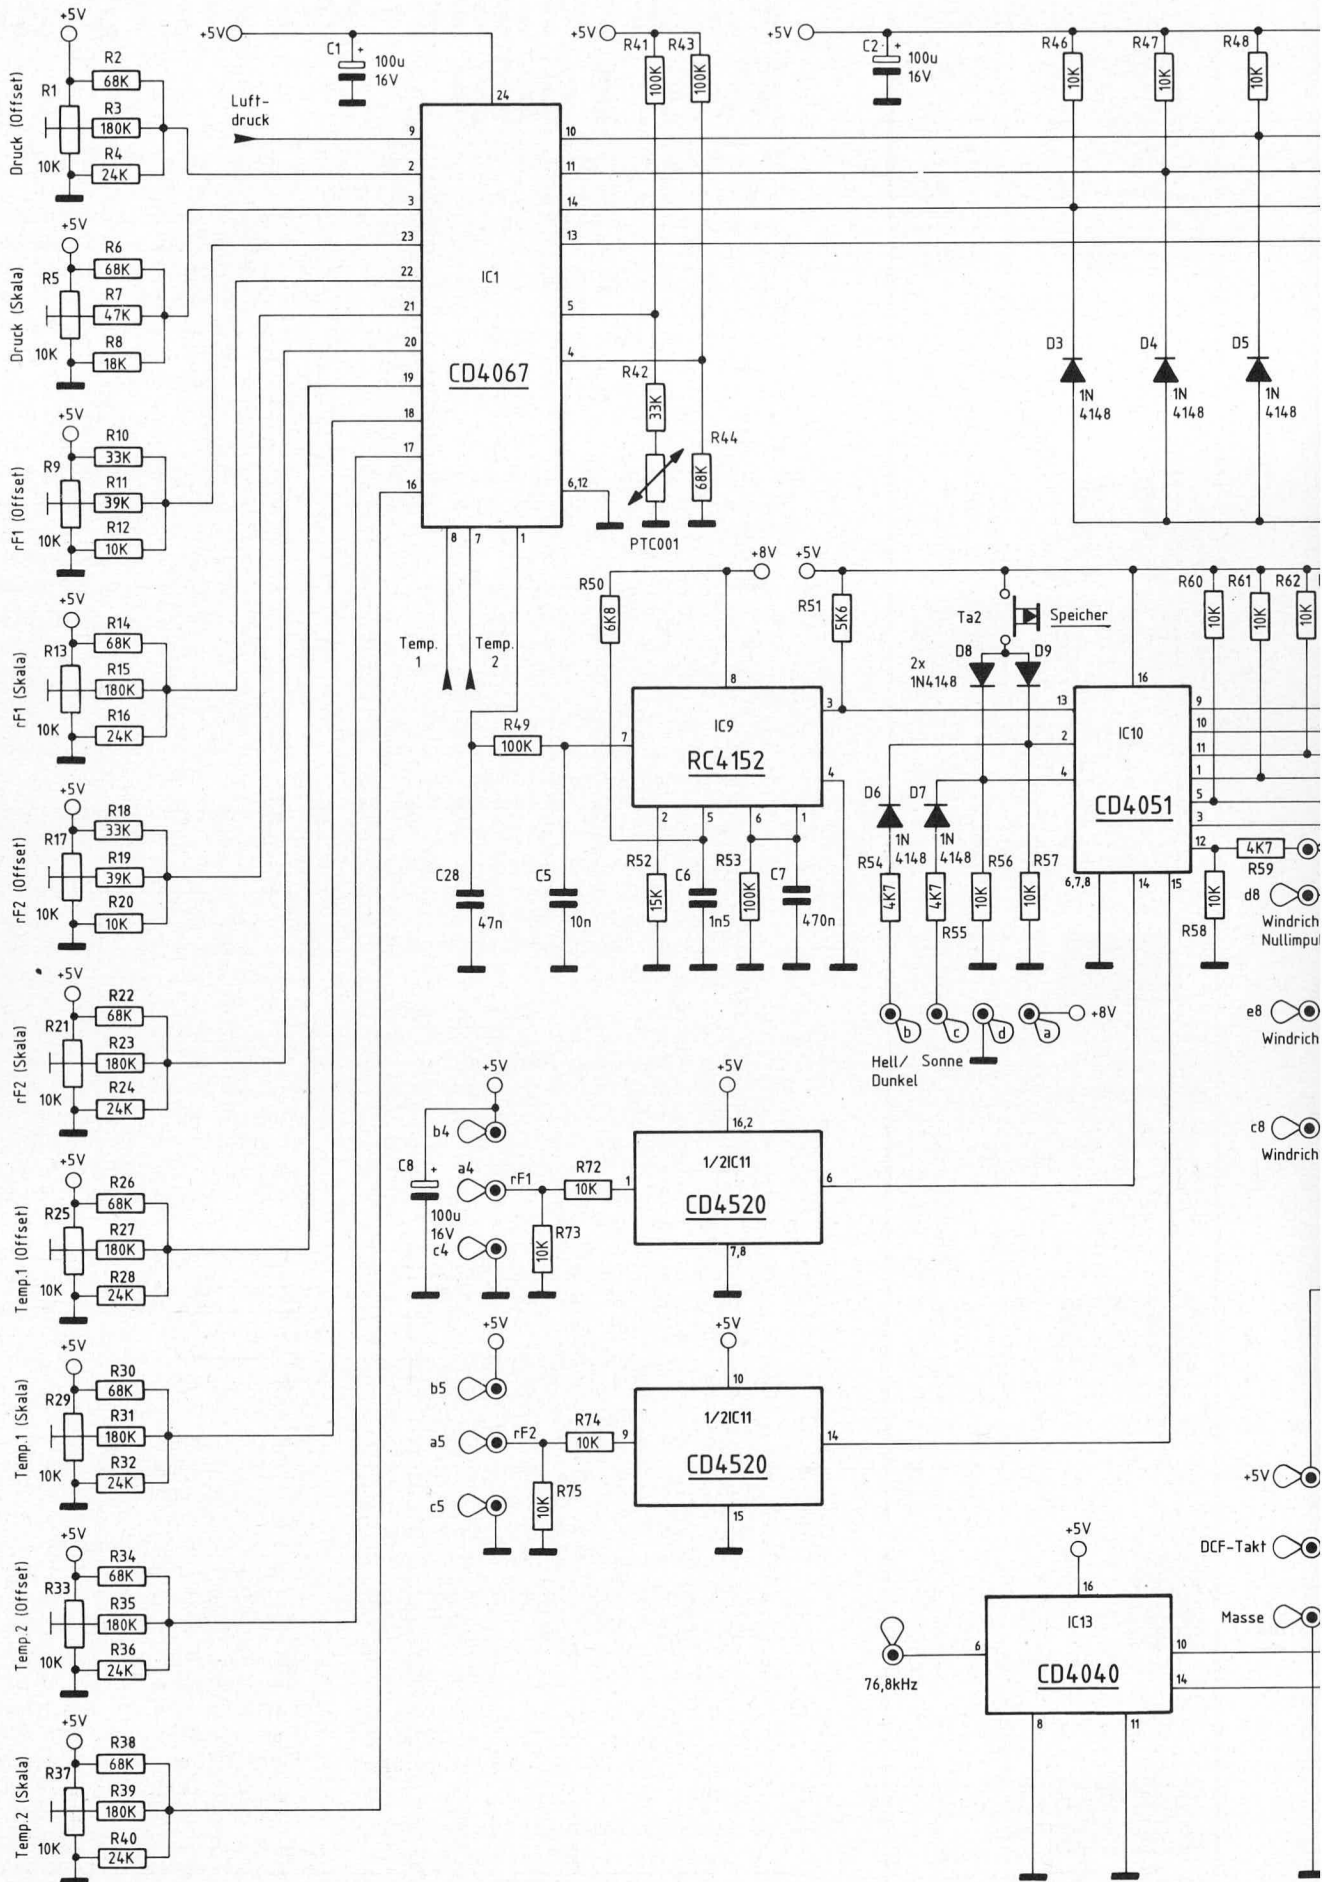 +5V
+5V
+5V
+5V
Druck (Offset)
R1
10K
R2
68K
R3
180K
R4
24K
Luft-
druck
C1
+
100u
16V
24
9
2
3
23
22
21
20
19
18
17
16
10
11
14
13
5
4
6,12
8
7
1
IC1
CD4067
R41
100K
R43
100K
R42
33K
R44
68K
PTC001
C2
+
100u
16V
R46
10K
R47
10K
R48
10K
D3
1N
4148
D4
1N
4148
D5
1N
4148
+5V
Druck (Skala)
R5
10K
R6
68K
R7
47K
R8
18K
+5V
rF1 (Offset)
R9
10K
R10
33K
R11
39K
R12
10K
+5V
rF1 (Skala)
R13
10K
R14
68K
R15
180K
R16
24K
Temp.
1
Temp.
2
R49
100K
C28
47n
C5
10n
R50
6K8
+8V
+5V
8
7
3
4
2
5
6
1
IC9
RC4152
R52
15K
C6
1n5
R53
100K
C7
470n
R51
5K6
Ta2
Speicher
D8
D9
2x
1N4148
D6
1N
4148
D7
1N
4148
R54
4K7
4K7
R55
R56
10K
R57
10K
16
13
2
4
9
10
11
1
5
3
12
6,7,8
14
15
IC10
CD4051
R60
10K
R61
10K
R62
10K
4K7
R59
10K
R58
d8
Windrich
Nullimpul
e8
Windrich
c8
Windrich
b
c
d
a
+8V
Hell/
Dunkel
Sonne
+5V
rF2 (Offset)
R17
10K
R18
33K
R19
39K
R20
10K
+5V
rF2 (Skala)
R21
10K
R22
68K
R23
180K
R24
24K
+5V
b4
C8
+
100u
16V
a4
rF1
c4
R72
10K
R73
10K
+5V
16,2
1
6
7,8
1/2IC11
CD4520
+5V
Temp.1 (Offset)
R25
10K
R26
68K
R27
180K
R28
24K
+5V
Temp.1 (Skala)
R29
10K
R30
68K
R31
180K
R32
24K
+5V
b5
a5
rF2
c5
R74
10K
R75
10K
+5V
10
9
14
15
1/2IC11
CD4520
+5V
DCF-Takt
Masse
+5V
Temp.2 (Offset)
R33
10K
R34
68K
R35
180K
R36
24K
+5V
16
6
10
14
8
11
IC13
CD4040
76,8kHz
+5V
Temp.2 (Skala)
R37
10K
R38
68K
R39
180K
R40
24K